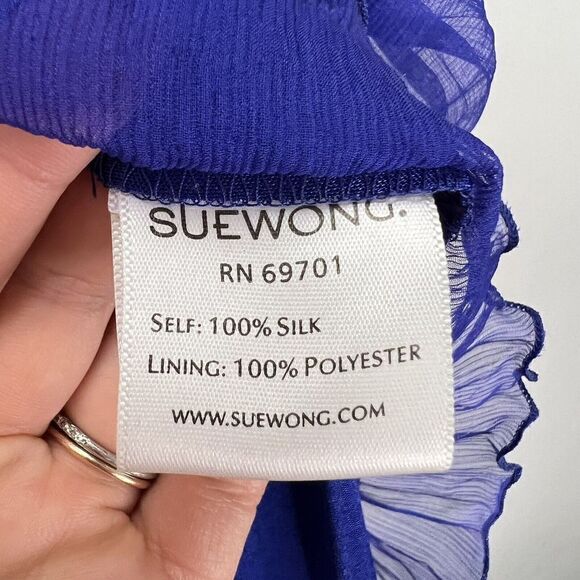 SUEWONG.
RN 69701
SELF: 100% SILK
LINING: 100% POLYESTER
WWW.SUEWONG.COM